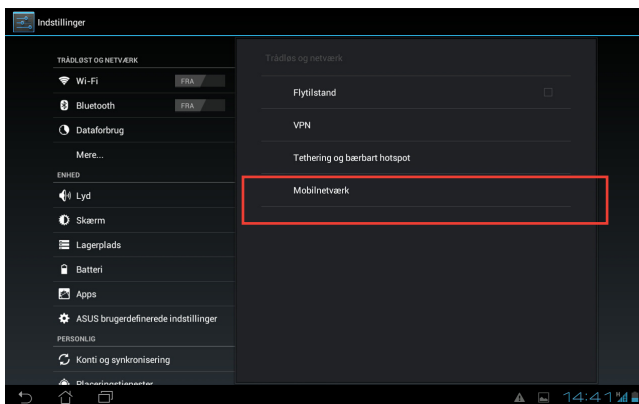 Indstillinger
TRÅDLØST OG NETVÆRK
Wi-Fi FRA
Bluetooth FRA
Dataforbrug
Mere...
ENHED
Lyd
Skærm
Lagerplads
Batteri
Apps
ASUS brugerdefinerede indstillinger
PERSONLIG
Konti og synkronisering
Placeringstjenester
Trådløs og netværk
Flytilstand
VPN
Tethering og bærbart hotspot
Mobilnetværk
14:41